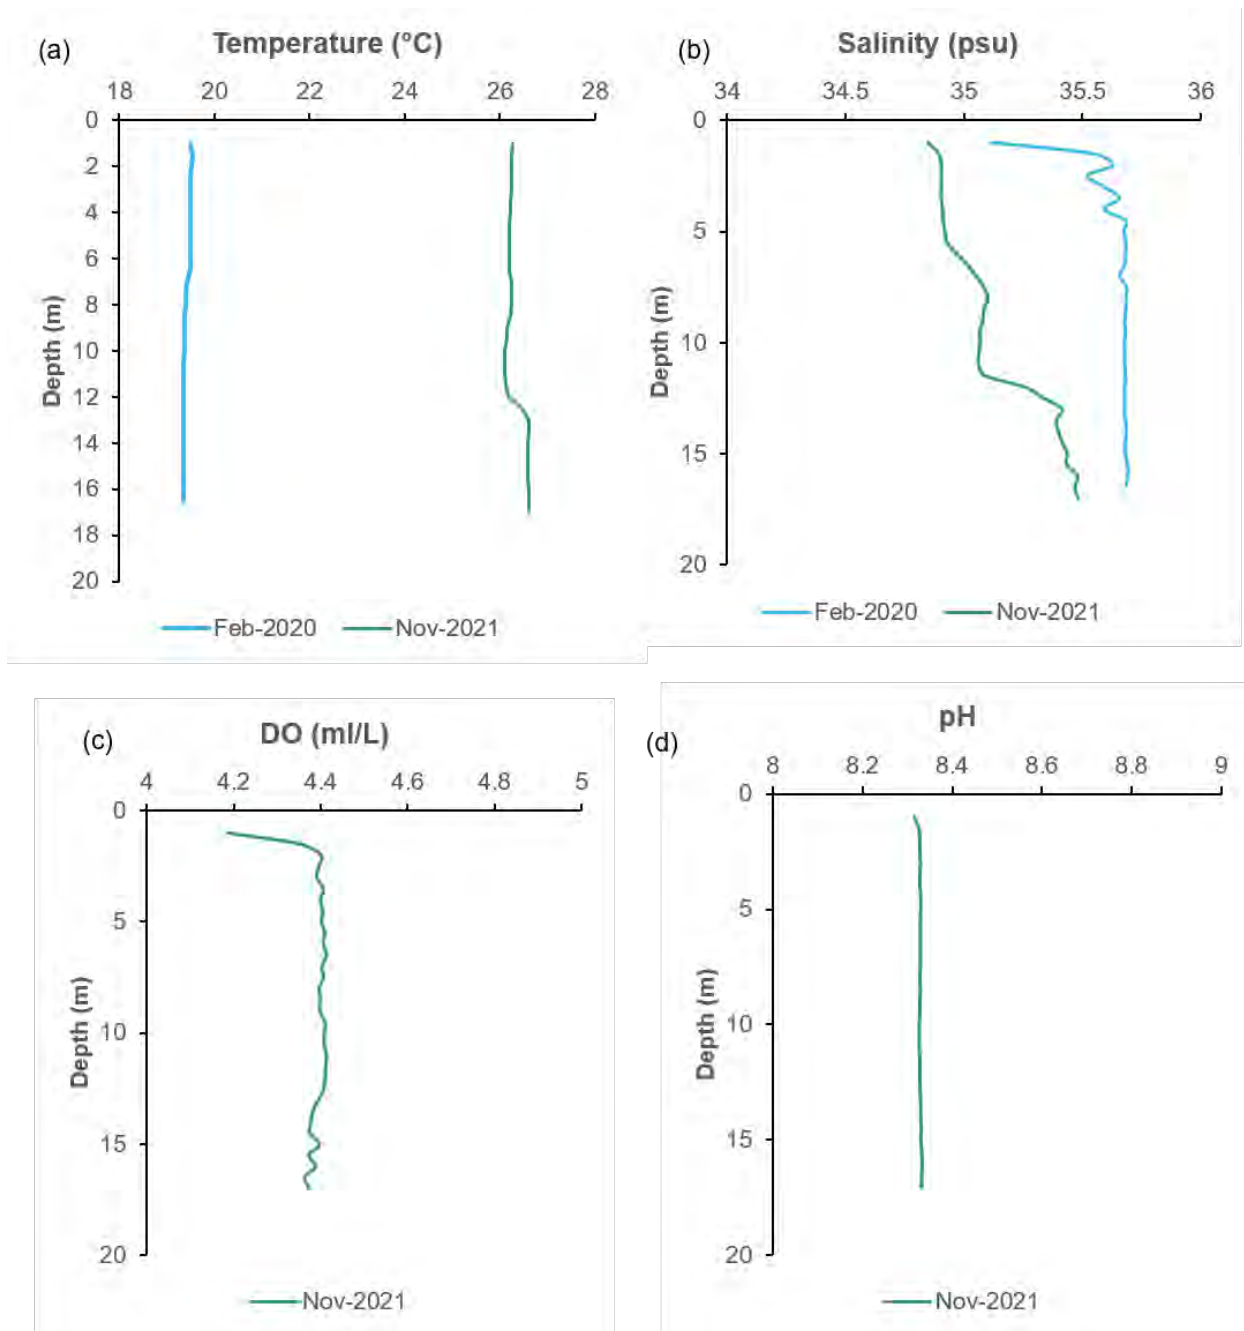 (a)
Temperature (°C)
18 20 22 24 26 28
0
2
4
6
8
10
12
14
16
18
20
Depth (m)
Feb-2020 Nov-2021
(b)
Salinity (psu)
34 34.5 35 35.5 36
0
5
10
15
20
Depth (m)
Feb-2020 Nov-2021
(c)
DO (ml/L)
4 4.2 4.4 4.6 4.8 5
0
5
10
15
20
Depth (m)
Nov-2021
(d)
pH
8 8.2 8.4 8.6 8.8 9
0
5
10
15
20
Depth (m)
Nov-2021